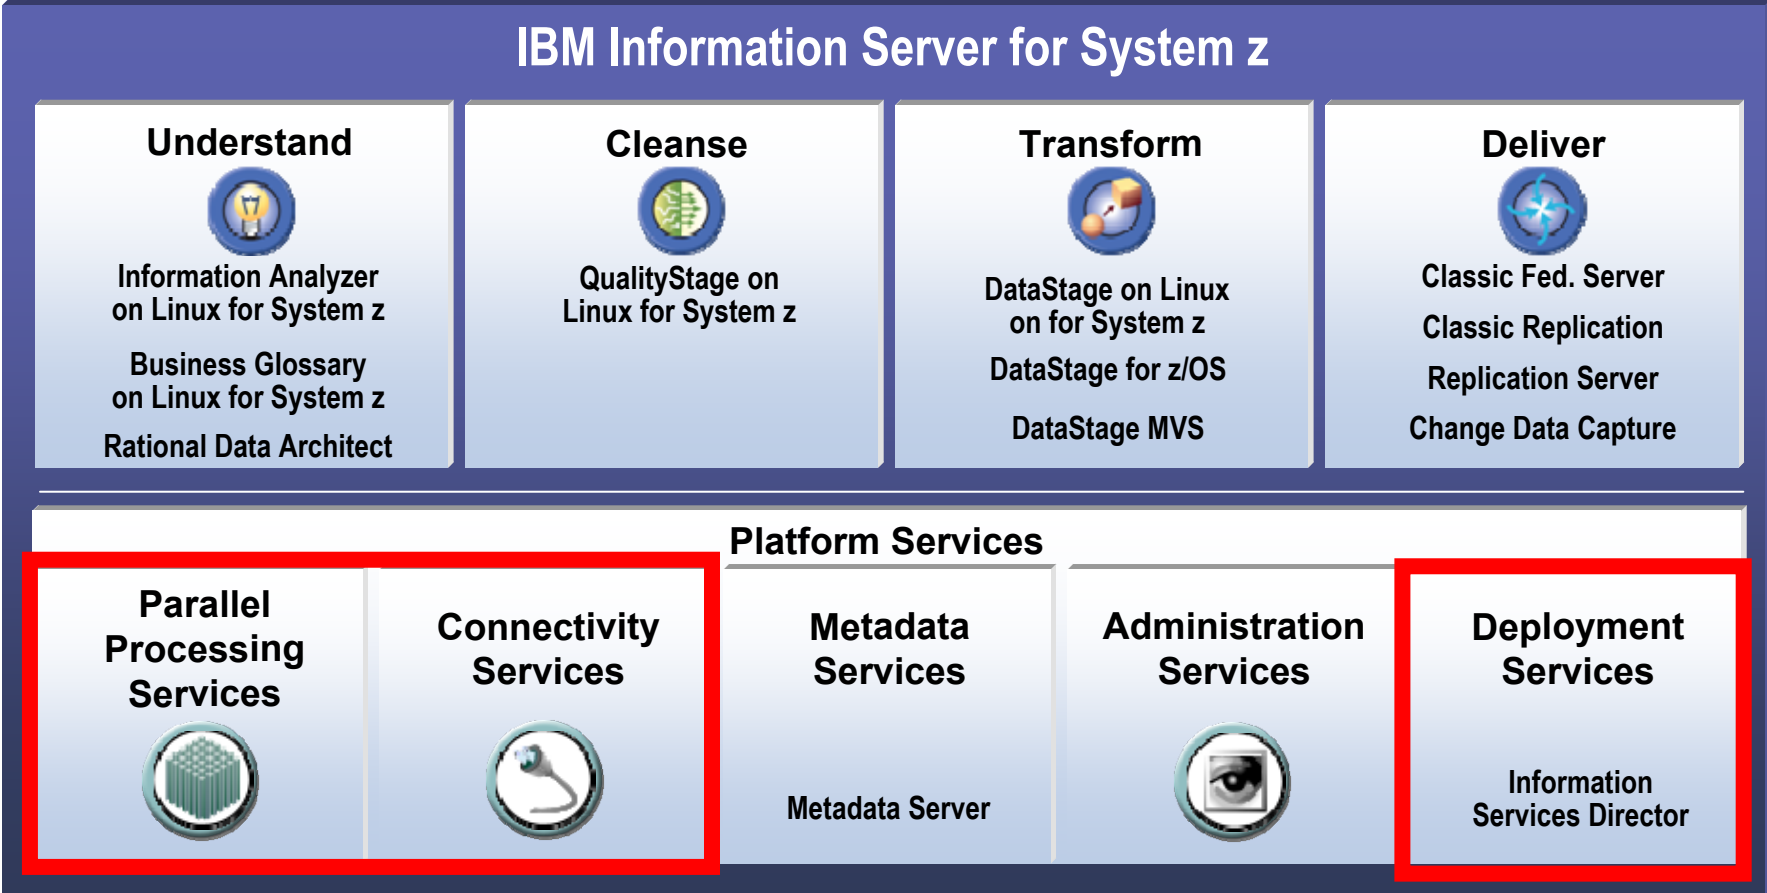 IBM Information Server for System z
Understand
Information Analyzer
on Linux for System z
Business Glossary
on Linux for System z
Rational Data Architect
Cleanse
QualityStage on
Linux for System z
Transform
DataStage on Linux
on for System z
DataStage for z/OS
DataStage MVS
Deliver
Classic Fed. Server
Classic Replication
Replication Server
Change Data Capture
Platform Services
Parallel
Processing
Services
Connectivity
Services
Metadata
Services
Metadata Server
Administration
Services
Deployment
Services
Information
Services Director